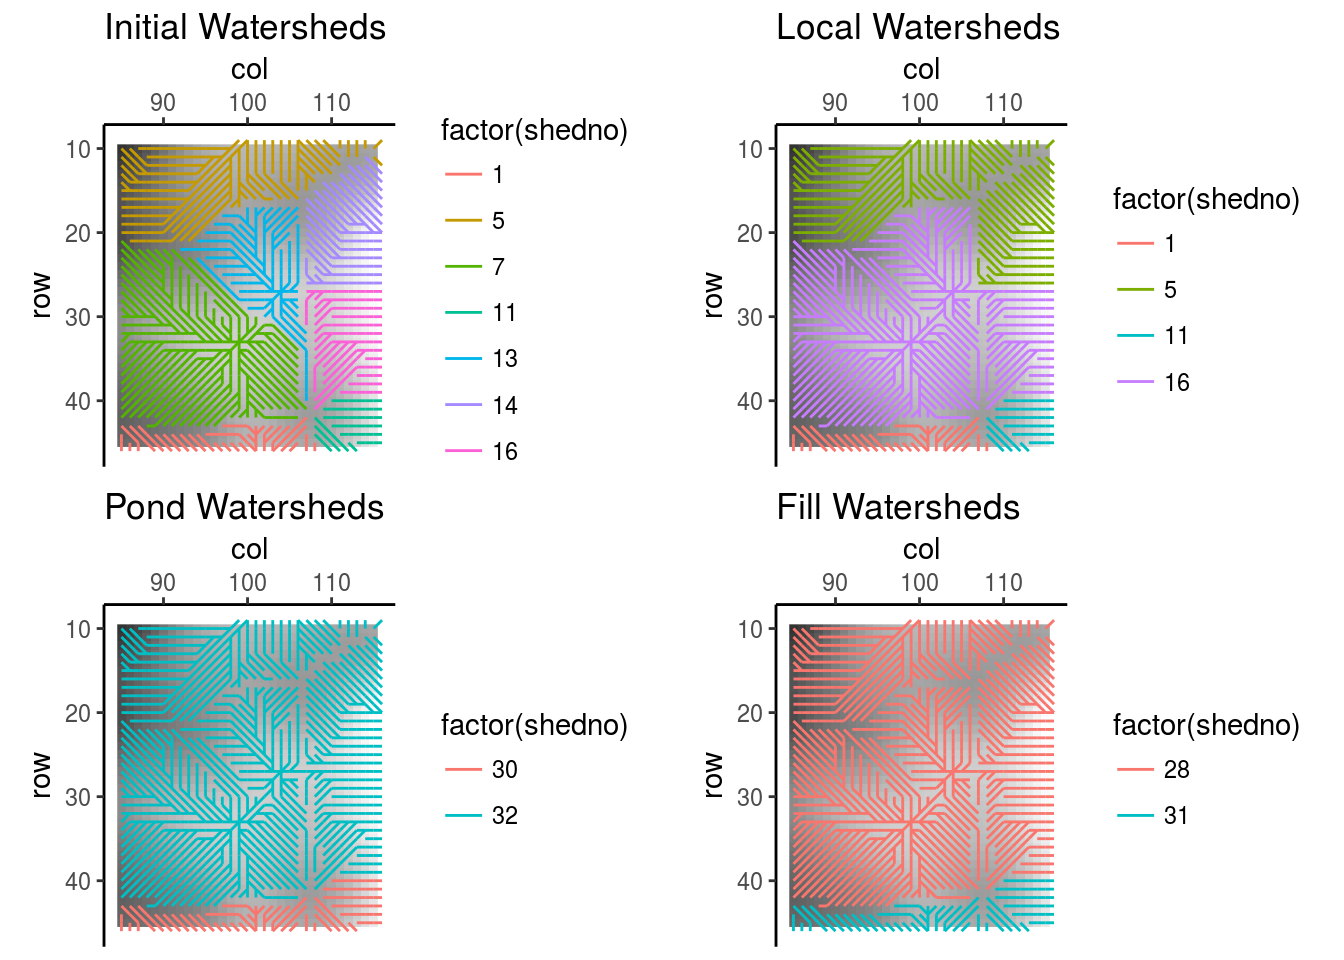 Initial Watersheds
col
90 100 110
row
10
20
30
40
factor(shedno)
1
5
7
11
13
14
16
Local Watersheds
col
90 100 110
row
10
20
30
40
factor(shedno)
1
5
11
16
Pond Watersheds
col
90 100 110
row
10
20
30
40
factor(shedno)
30
32
Fill Watersheds
col
90 100 110
row
10
20
30
40
factor(shedno)
28
31